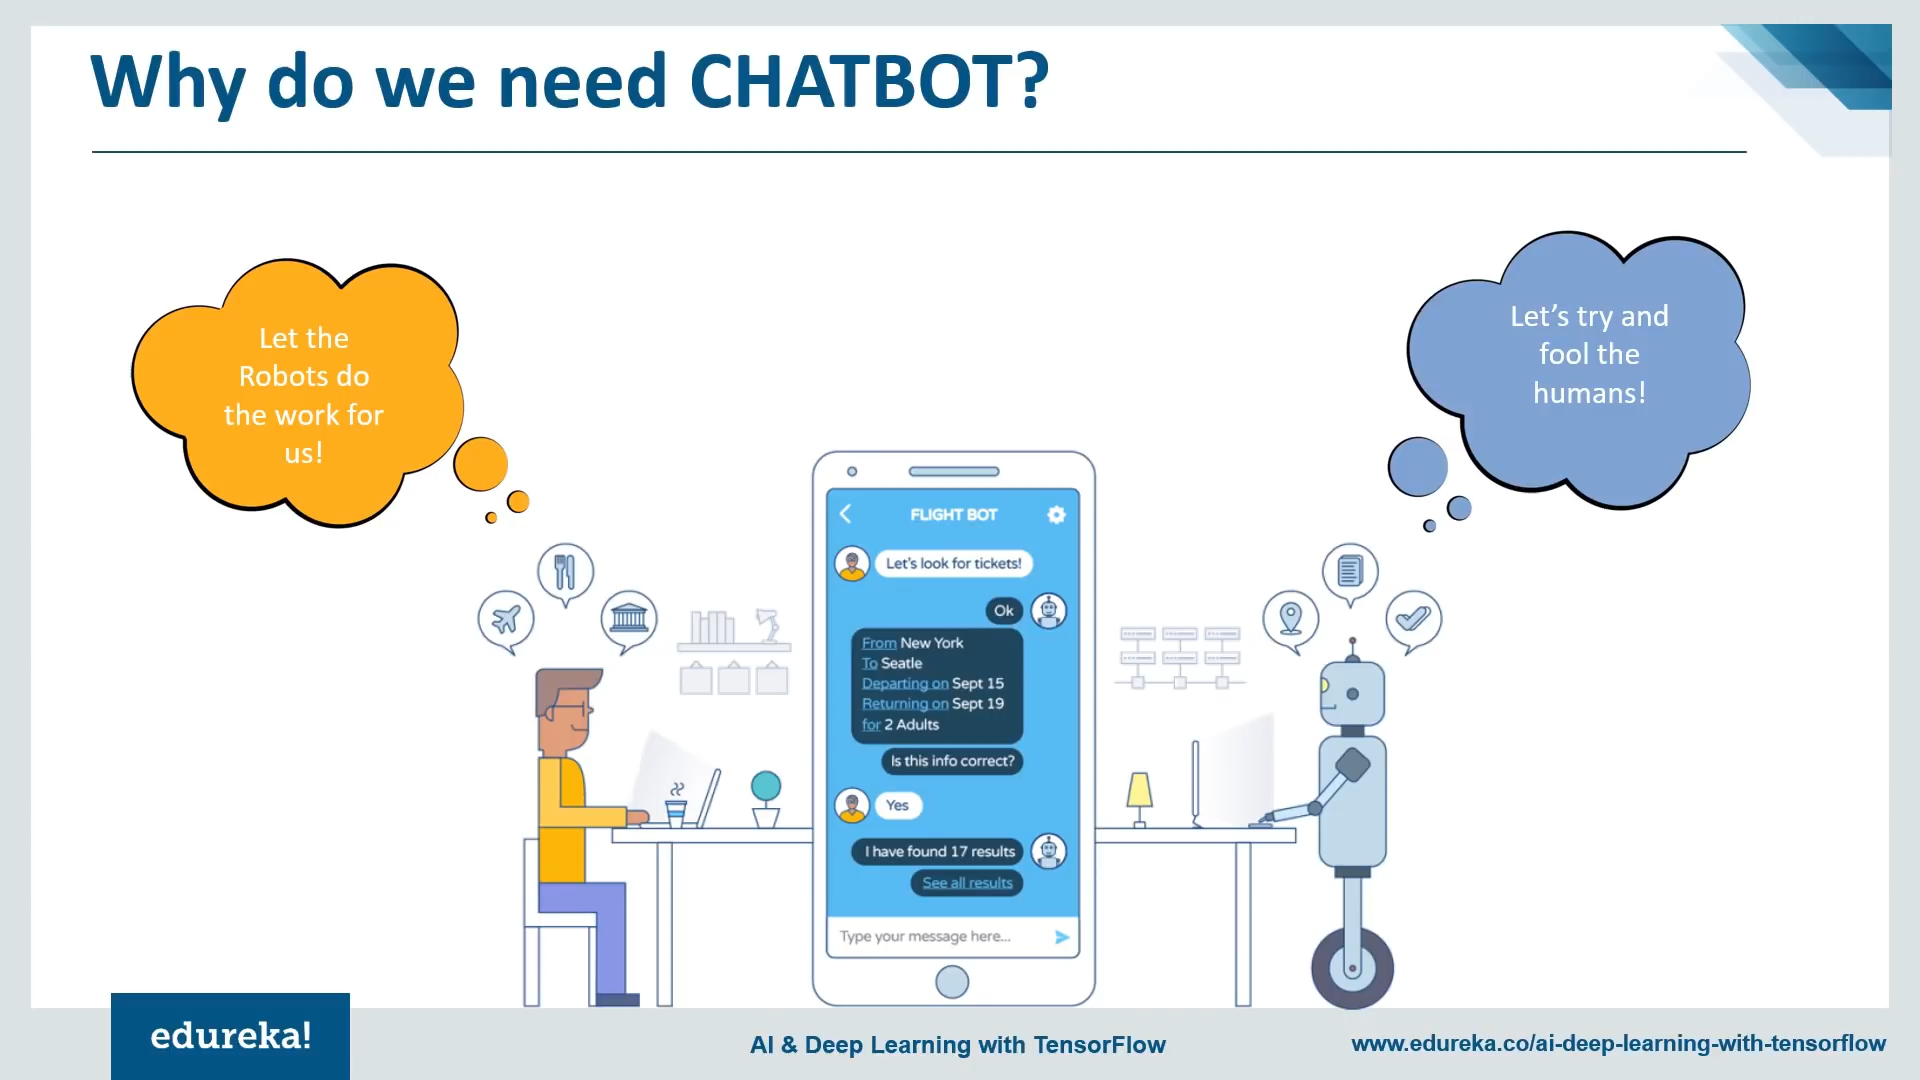 Why do we need CHATBOT?
Let the
Robots do
the work for
us!
Let's try and
fool the
humans!
FLIGHT BOT
Let's look for tickets!
Ok
From New York
To Seatle
Departing on Sept 15
Returning on Sept 19
for 2 Adults
Is this info correct?
Yes
I have found 17 results
See all results
Type your message here...
edureka!
AI & Deep Learning with TensorFlow
www.edureka.co/ai-deep-learning-with-tensorflow